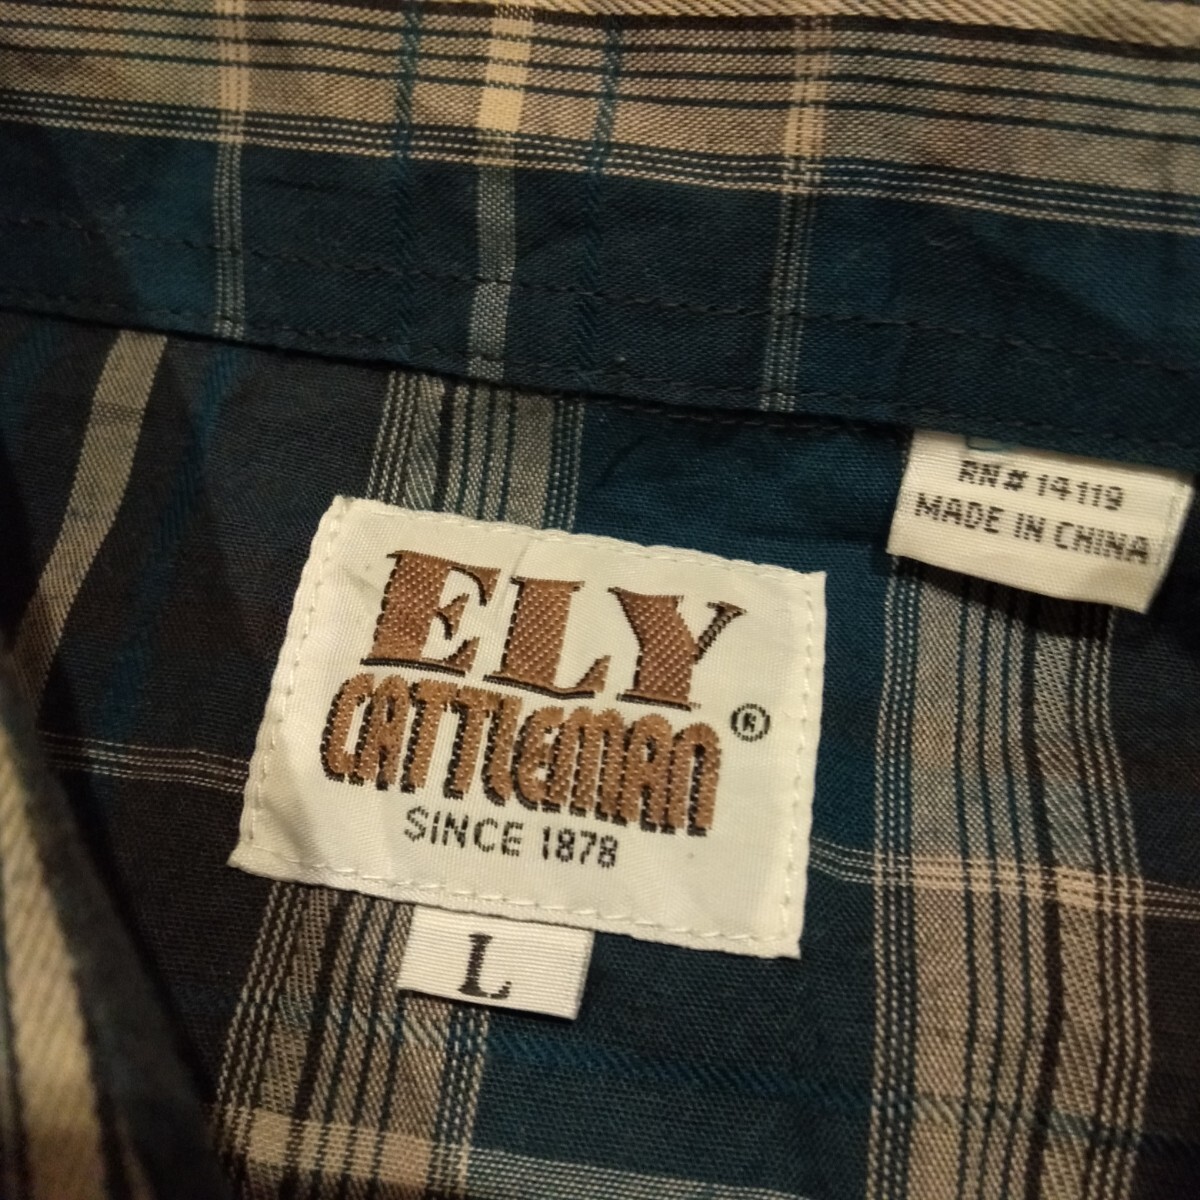 RN# 14119
MADE IN CHINA
ELY
CATTLEMAN®
SINCE 1878
L